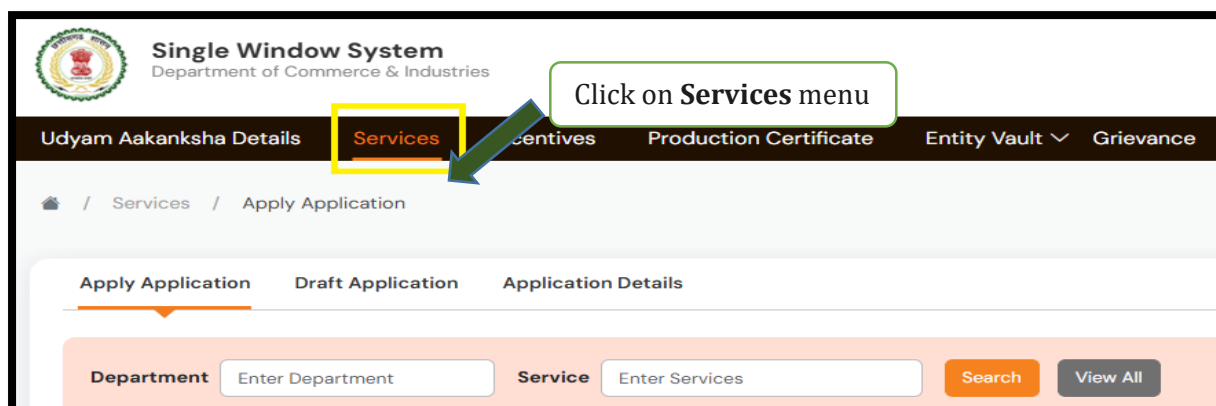 Single Window System
Department of Commerce & Industries
Click on Services menu
Udyam Aakanksha Details Services centives Production Certificate Entity Vault Grievance
/ Services / Apply Application
Apply Application Draft Application Application Details
Department Enter Department Service Enter Services Search View All